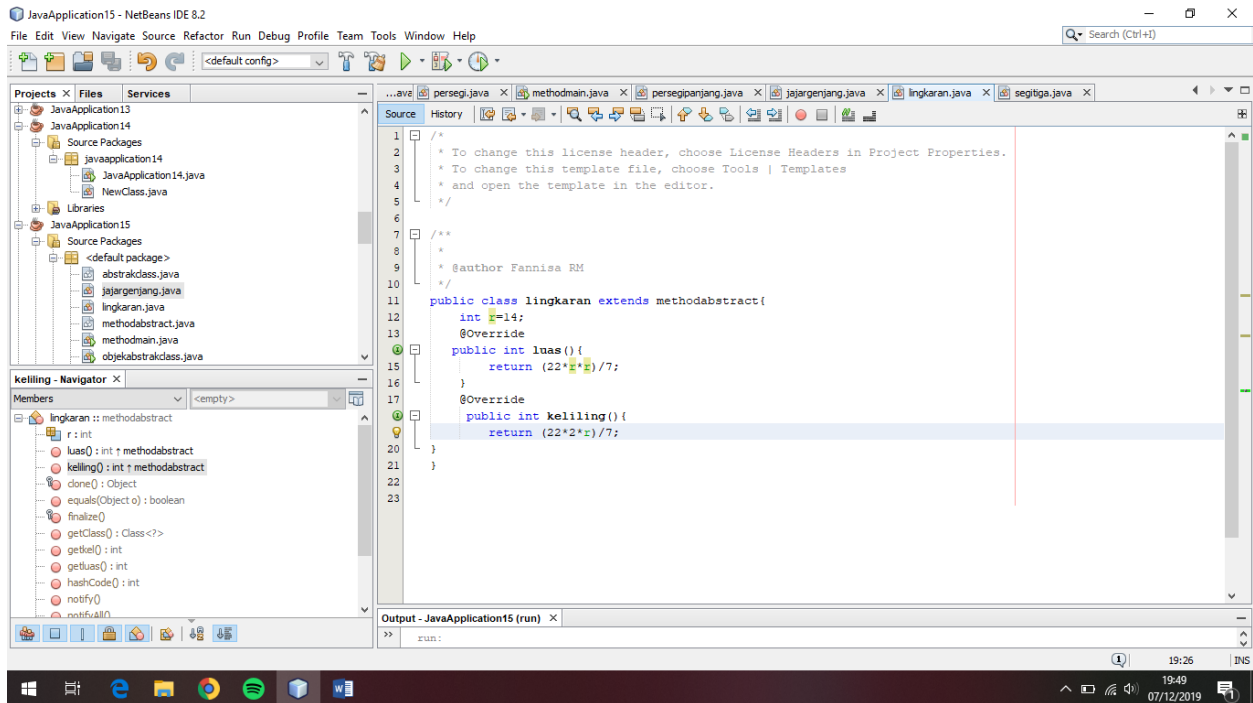 JavaApplication15 - NetBeans IDE 8.2
File Edit View Navigate Source Refactor Run Debug Profile Team Tools Window Help
Search (Ctrl+I)
<default config>
Projects Files Services
JavaApplication13
JavaApplication14
Source Packages
javaapplication14
JavaApplication14.java
NewClass.java
Libraries
JavaApplication15
Source Packages
<default package>
abstrakclass.java
jajargenjang.java
lingkaran.java
methodabstract.java
methodmain.java
objekabstrakclass.java
keliling - Navigator
Members <empty>
lingkaran :: methodabstract
r : int
luas() : int ↑ methodabstract
keliling() : int ↑ methodabstract
clone() : Object
equals(Object o) : boolean
finalize()
getClass() : Class<?>
getkel() : int
getluas() : int
hashCode() : int
notify()
notifyAll()
...ava persegi.java methodmain.java persegipanjang.java jajargenjang.java lingkaran.java segitiga.java
Source History
1 /*
2 * To change this license header, choose License Headers in Project Properties.
3 * To change this template file, choose Tools | Templates
4 * and open the template in the editor.
5 */
6
7 /**
8 *
9 * @author Fannisa RM
10 */
11 public class lingkaran extends methodabstract{
12 int r=14;
13 @Override
public int luas(){
15 return (22*r*r)/7;
16 }
17 @Override
public int keliling(){
return (22*2*r)/7;
20 }
21 }
22
23
Output - JavaApplication15 (run)
run:
1 19:26 INS
19:49
07/12/2019